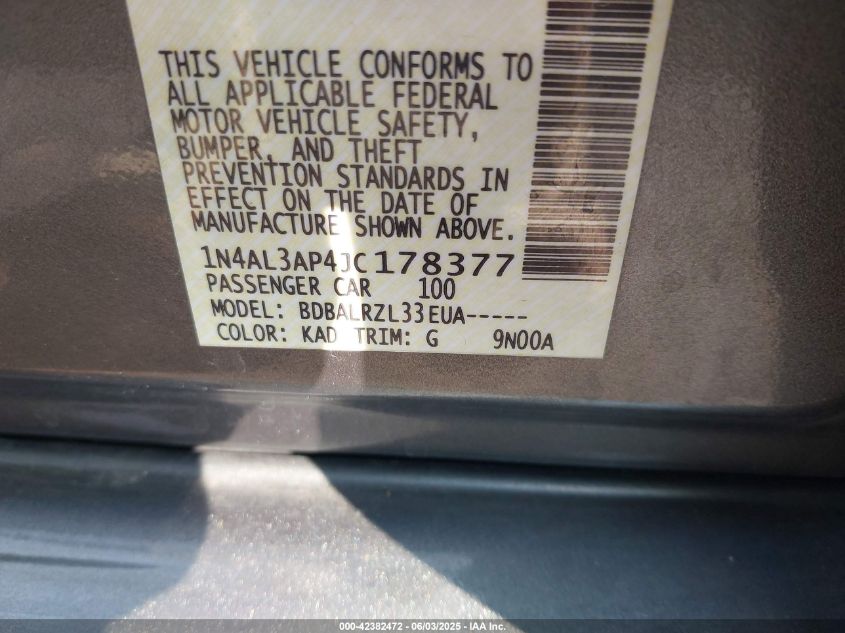 THIS VEHICLE CONFORMS TO
ALL APPLICABLE FEDERAL
MOTOR VEHICLE SAFETY,
BUMPER, AND THEFT
PREVENTION STANDARDS IN
EFFECT ON THE DATE OF
MANUFACTURE SHOWN ABOVE.
1N4AL3AP4JC178377
PASSENGER CAR 100
MODEL: BDBALRZL33EUA-----
COLOR: KAD TRIM: G 9N00A
000-42382472 - 06/03/2025 - IAA Inc.